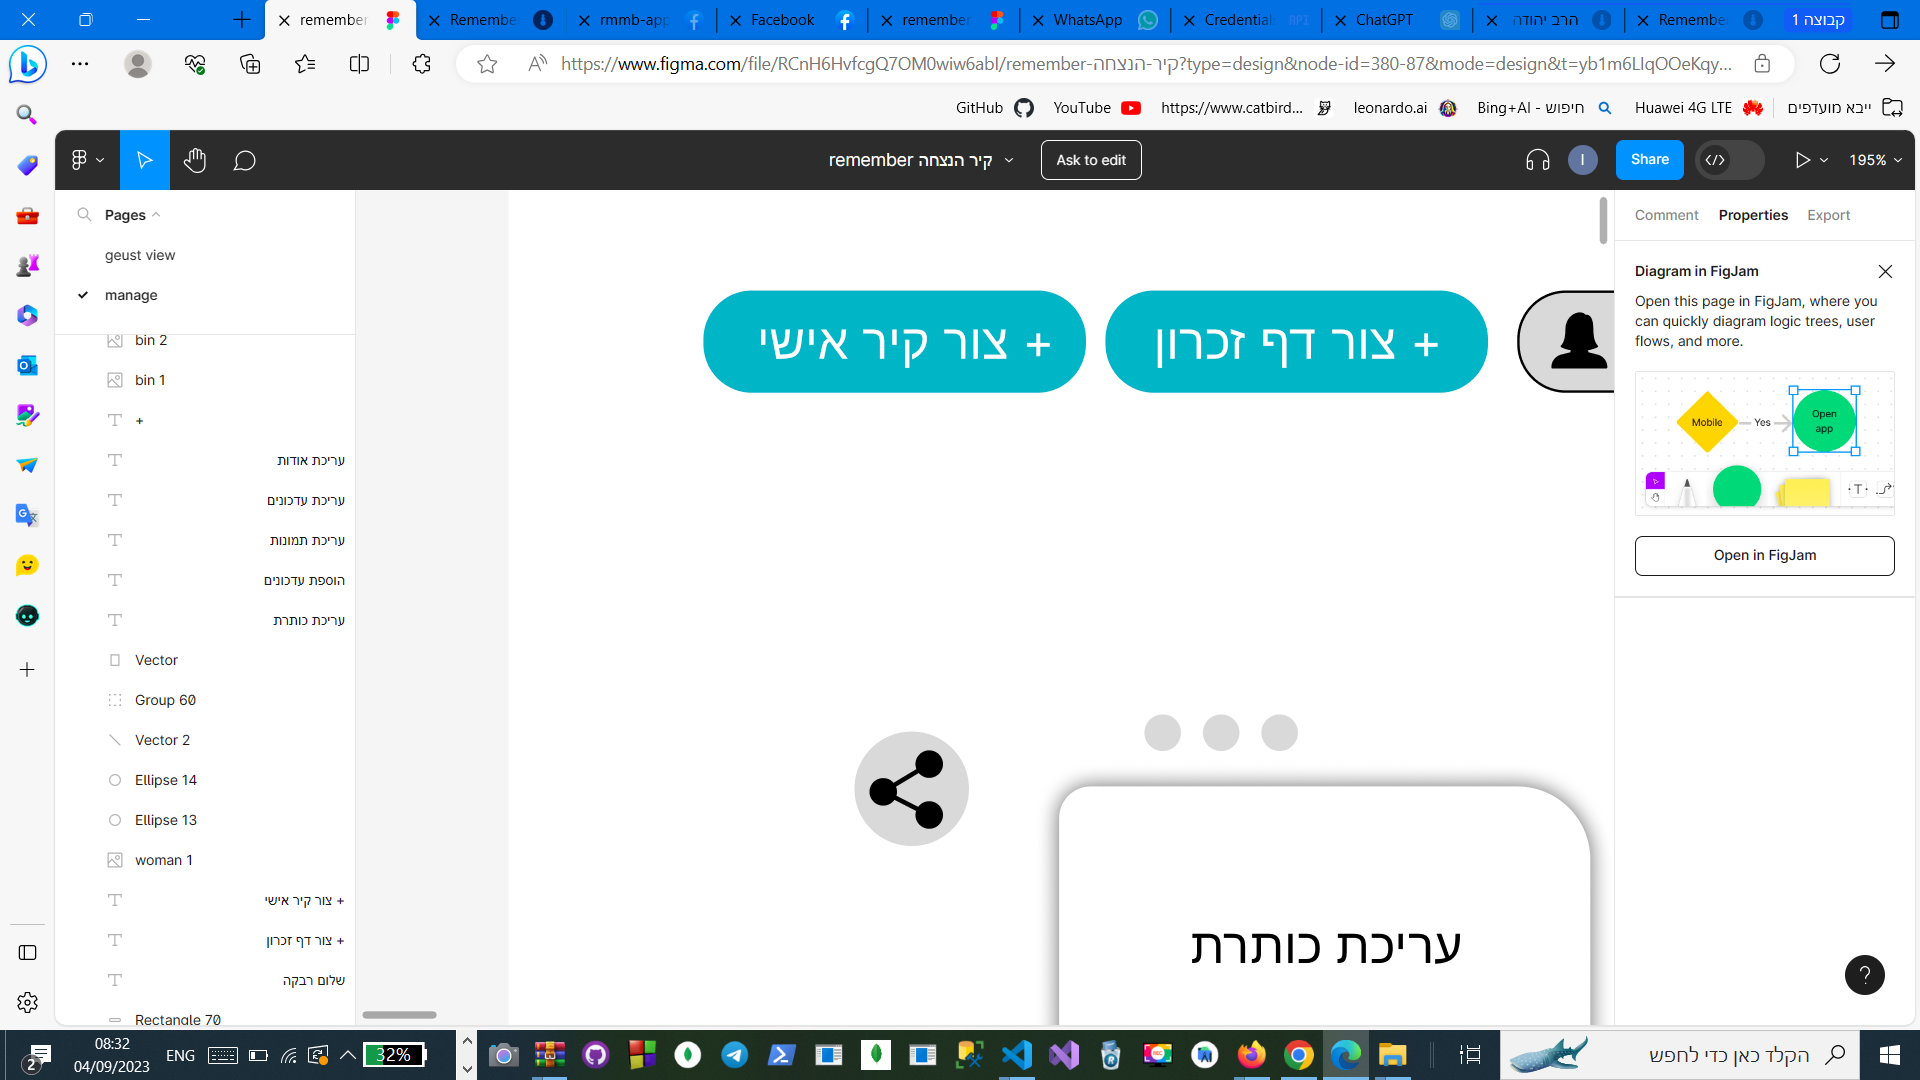 remember
Remembe
rmmb-app
Facebook
remember
WhatsApp
Credential
ChatGPT
הרב יהודה
Remembe
קבוצה 1
https://www.figma.com/file/RCnH6HvfcgQ7OM0wiw6abl/remember-קיר-הנצחה?type=design&node-id=380-87&mode=design&t=yb1m6LIqOOeKqy...
GitHub
YouTube
https://www.catbird...
leonardo.ai
Bing+AI - חיפוש
Huawei 4G LTE
ייבא מועדפים
remember קיר הנצחה
Ask to edit
I
Share
195%
Pages
geust view
manage
bin 2
bin 1
+
עריכת אודות
עריכת עדכונים
עריכת תמונות
הוספת עדכונים
עריכת כותרת
Vector
Group 60
Vector 2
Ellipse 14
Ellipse 13
woman 1
+ צור קיר אישי
+ צור דף זכרון
שלום רבקה
Rectangle 70
+ צור קיר אישי
+ צור דף זכרון
עריכת כותרת
Comment
Properties
Export
Diagram in FigJam
Open this page in FigJam, where you
can quickly diagram logic trees, user
flows, and more.
Mobile
Yes
Open
app
T
Open in FigJam
?
2
08:32
04/09/2023
ENG
32%
הקלד כאן כדי לחפש